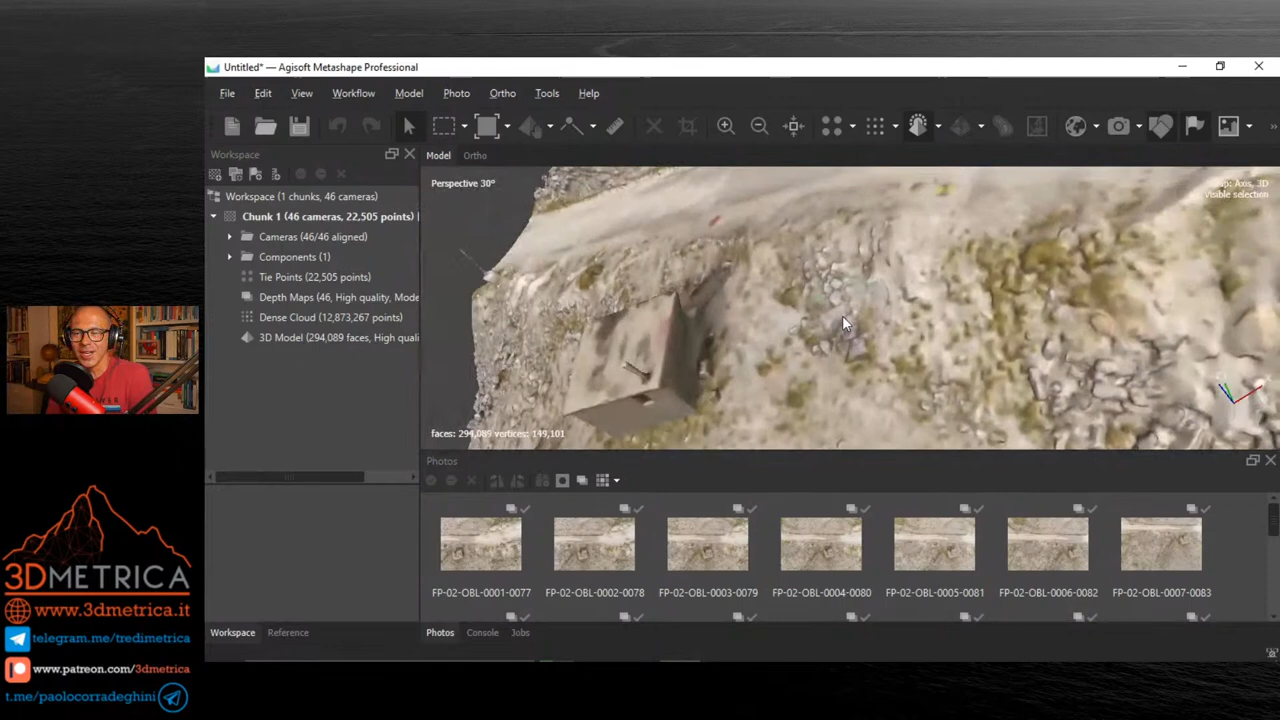 Untitled* — Agisoft Metashape Professional
File Edit View Workflow Model Photo Ortho Tools Help
Workspace
Model Ortho
Perspective 30°
Snap: Axis, 3D
Visible selection
Workspace (1 chunks, 46 cameras)
Chunk 1 (46 cameras, 22,505 points)
Cameras (46/46 aligned)
Components (1)
Tie Points (22,505 points)
Depth Maps (46, High quality, Mode
Dense Cloud (12,873,267 points)
3D Model (294,089 faces, High quali
faces: 294,089 vertices: 149,101
Photos
FP-02-OBL-0001-0077 FP-02-OBL-0002-0078 FP-02-OBL-0003-0079 FP-02-OBL-0004-0080 FP-02-OBL-0005-0081 FP-02-OBL-0006-0082 FP-02-OBL-0007-0083
Workspace Reference
Photos Console Jobs
3DMETRICA
www.3dmetrica.it
telegram.me/tredimetrica
www.patreon.com/3dmetrica
t.me/paolocorradeghini